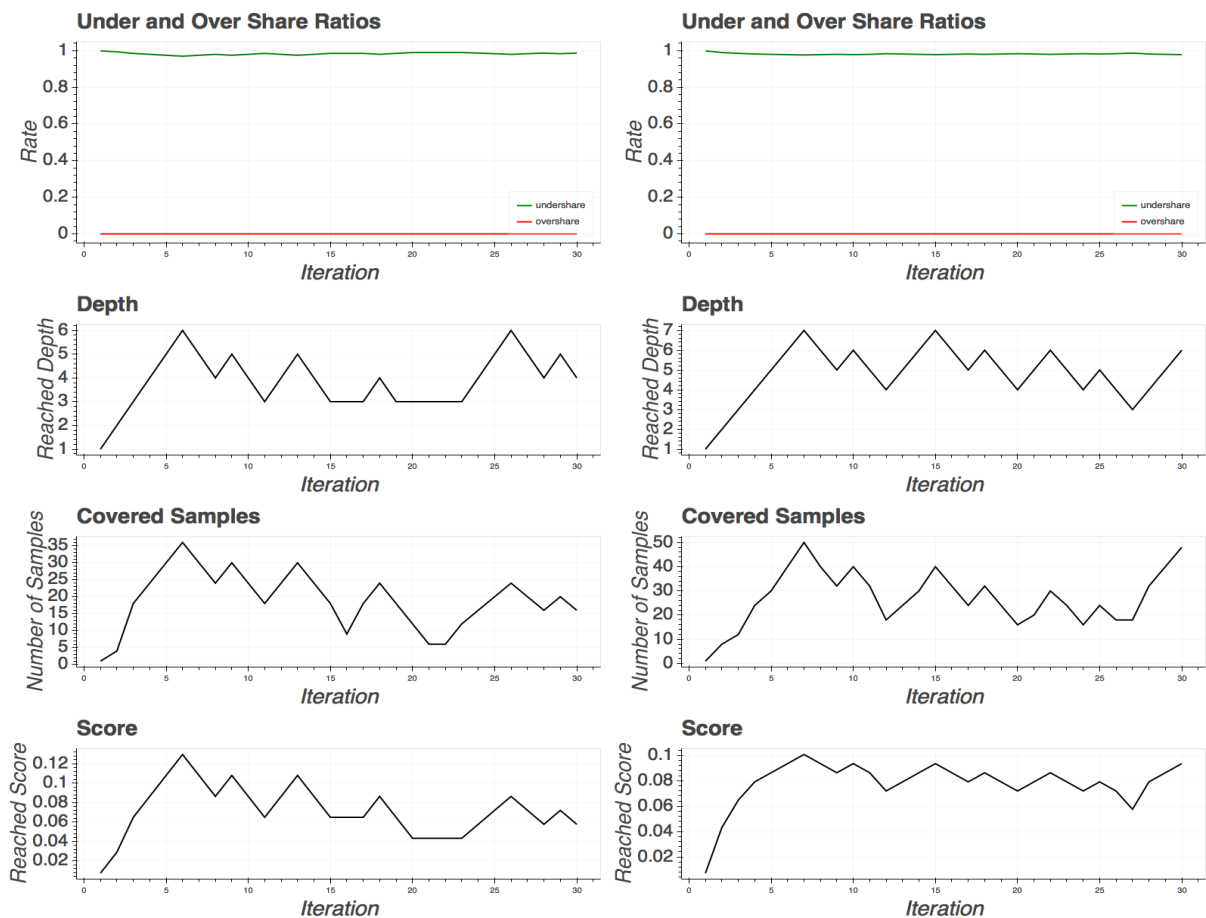 Under and Over Share Ratios
1
0.8
0.6
0.4
0.2
0
Rate
undershare
overshare
0 5 10 15 20 25 30
Iteration
Depth
6
5
4
3
2
1
Reached Depth
0 5 10 15 20 25 30
Iteration
Covered Samples
35
30
25
20
15
10
5
0
Number of Samples
0 5 10 15 20 25 30
Iteration
Score
0.12
0.1
0.08
0.06
0.04
0.02
Reached Score
0 5 10 15 20 25 30
Iteration
Under and Over Share Ratios
1
0.8
0.6
0.4
0.2
0
Rate
undershare
overshare
0 5 10 15 20 25 30
Iteration
Depth
7
6
5
4
3
2
1
Reached Depth
0 5 10 15 20 25 30
Iteration
Covered Samples
50
40
30
20
10
0
Number of Samples
0 5 10 15 20 25 30
Iteration
Score
0.1
0.08
0.06
0.04
0.02
Reached Score
0 5 10 15 20 25 30
Iteration